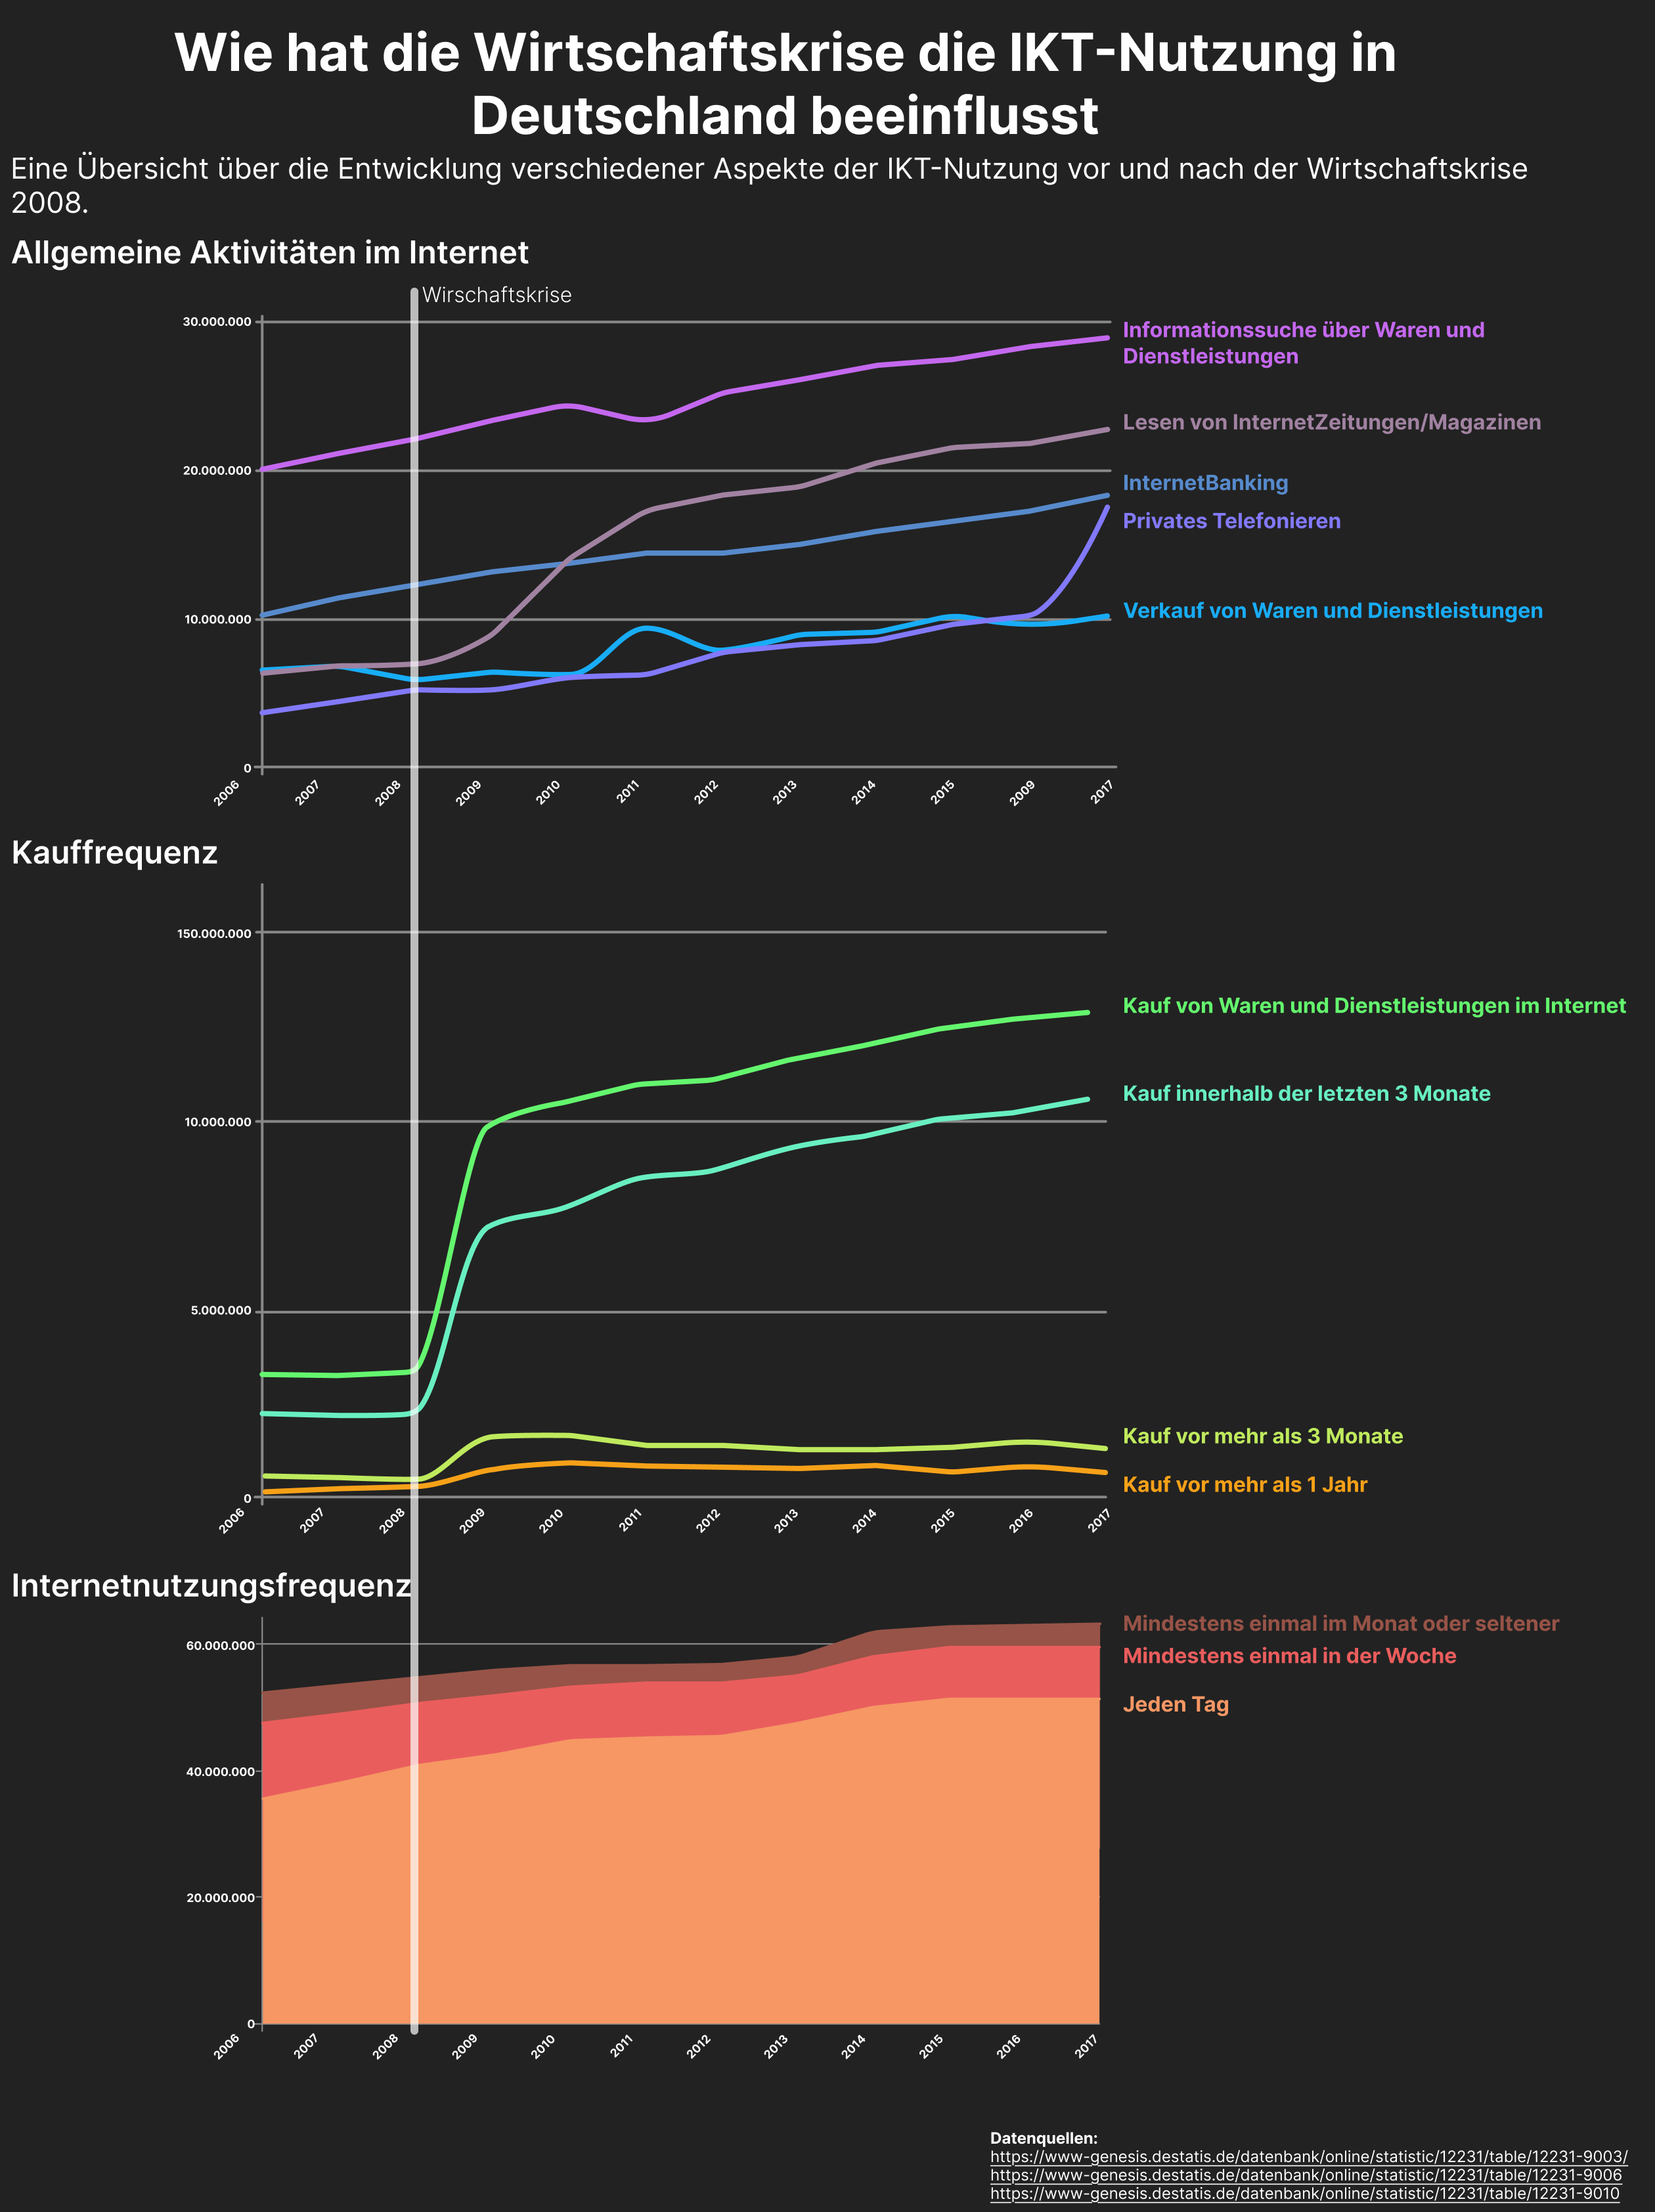 Wie hat die Wirtschaftskrise die IKT-Nutzung in
Deutschland beeinflusst
Eine Übersicht über die Entwicklung verschiedener Aspekte der IKT-Nutzung vor und nach der Wirtschaftskrise
2008.
Allgemeine Aktivitäten im Internet
Wirschaftskrise
30.000.000
Informationssuche über Waren und
Dienstleistungen
Lesen von InternetZeitungen/Magazinen
20.000.000
InternetBanking
Privates Telefonieren
10.000.000
Verkauf von Waren und Dienstleistungen
0
2006 2007 2008 2009 2010 2011 2012 2013 2014 2015 2009 2017
Kauffrequenz
150.000.000
Kauf von Waren und Dienstleistungen im Internet
Kauf innerhalb der letzten 3 Monate
10.000.000
5.000.000
Kauf vor mehr als 3 Monate
Kauf vor mehr als 1 Jahr
0
2006 2007 2008 2009 2010 2011 2012 2013 2014 2015 2016 2017
Internetnutzungsfrequenz
Mindestens einmal im Monat oder seltener
60.000.000
Mindestens einmal in der Woche
Jeden Tag
40.000.000
20.000.000
0
2006 2007 2008 2009 2010 2011 2012 2013 2014 2015 2016 2017
Datenquellen:
https://www-genesis.destatis.de/datenbank/online/statistic/12231/table/12231-9003/
https://www-genesis.destatis.de/datenbank/online/statistic/12231/table/12231-9006
https://www-genesis.destatis.de/datenbank/online/statistic/12231/table/12231-9010